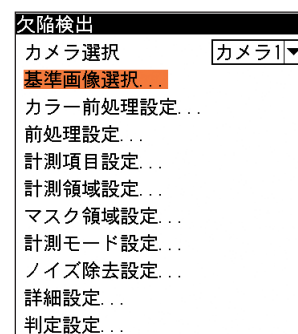 欠陥検出
カメラ選択 カメラ1▼
基準画像選択...
カラー前処理設定...
前処理設定...
計測項目設定...
計測領域設定...
マスク領域設定...
計測モード設定...
ノイズ除去設定...
詳細設定...
判定設定...